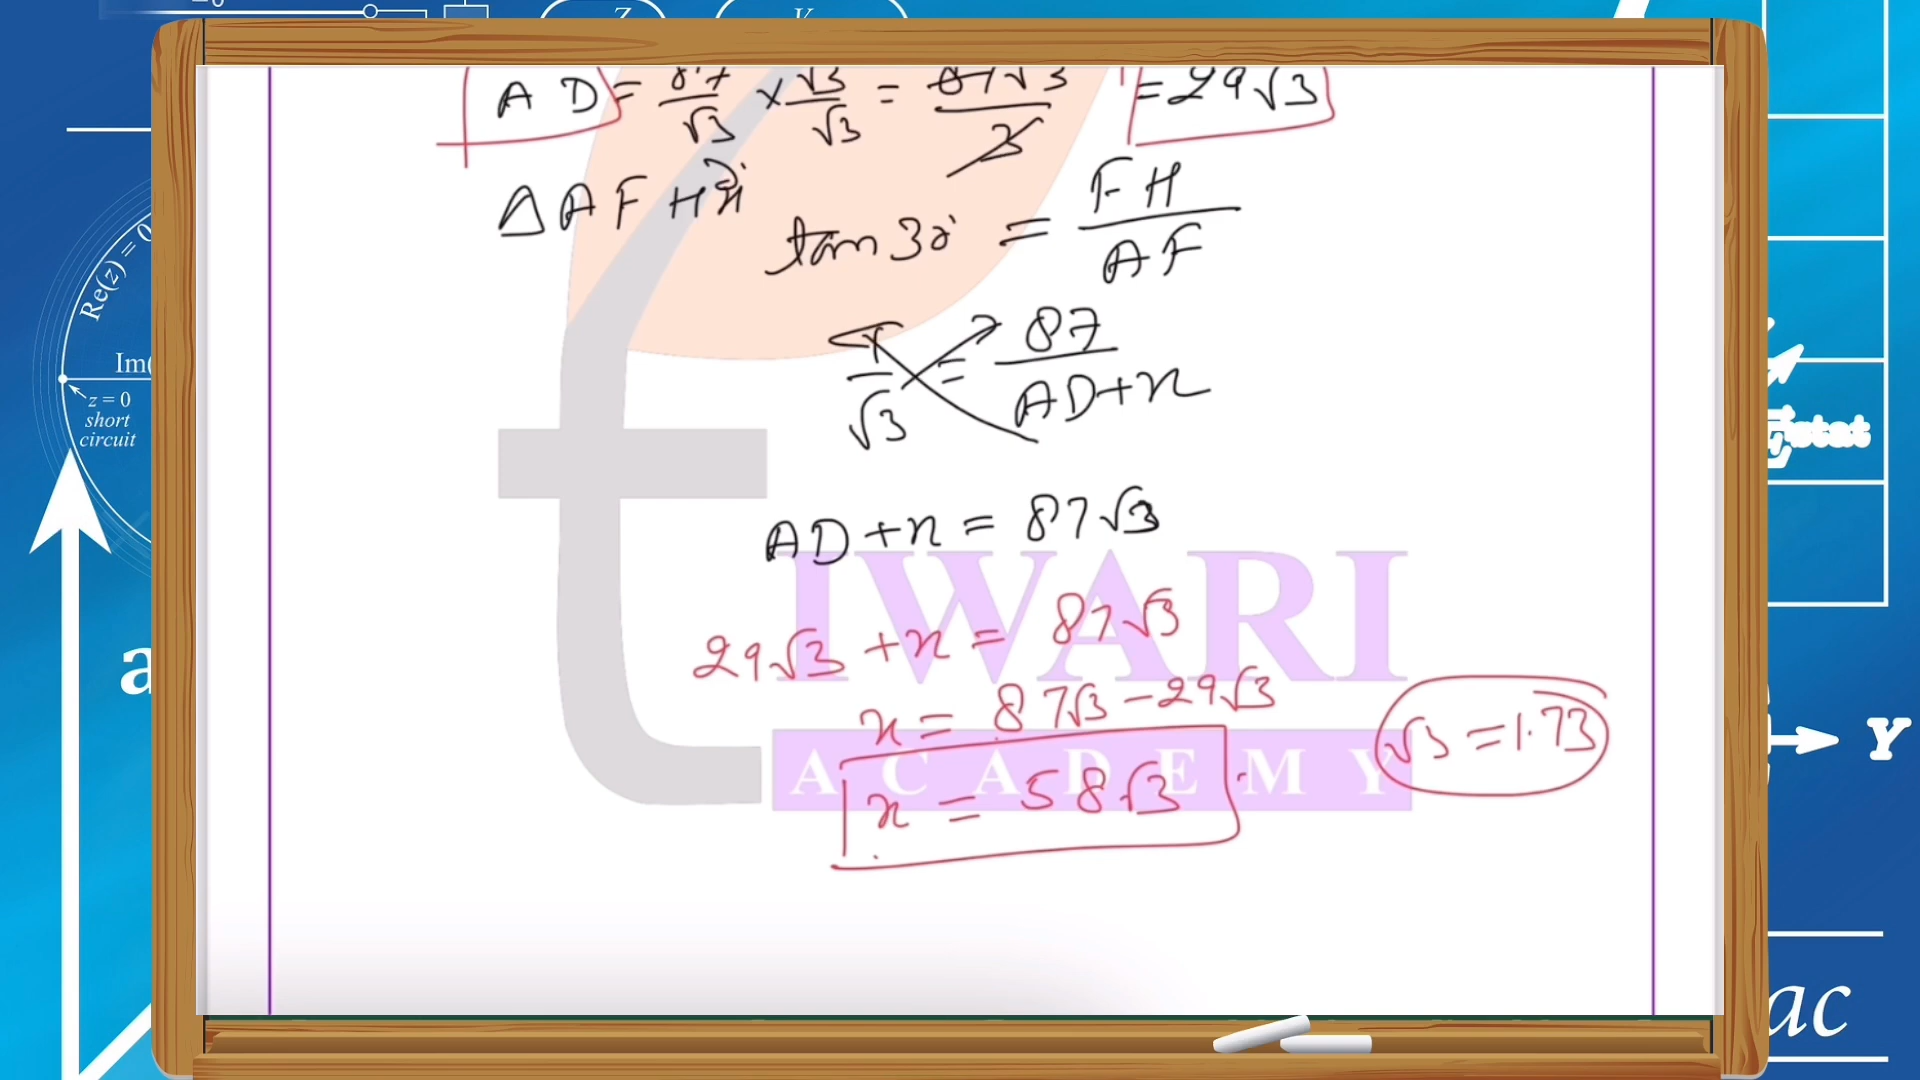 AD = 87/√3 × √3/√3 = 87√3/3 = 29√3
△AFH में
tan 30° = FH/AF
1/√3 = 87/(AD+x)
AD+x = 87√3
29√3 +x = 87√3
x = 87√3 – 29√3
x = 58√3
√3 = 1.73
IWARI
ACADEMY
Re(z) = 0
Im(
z = 0
short
circuit
a
Y
ac